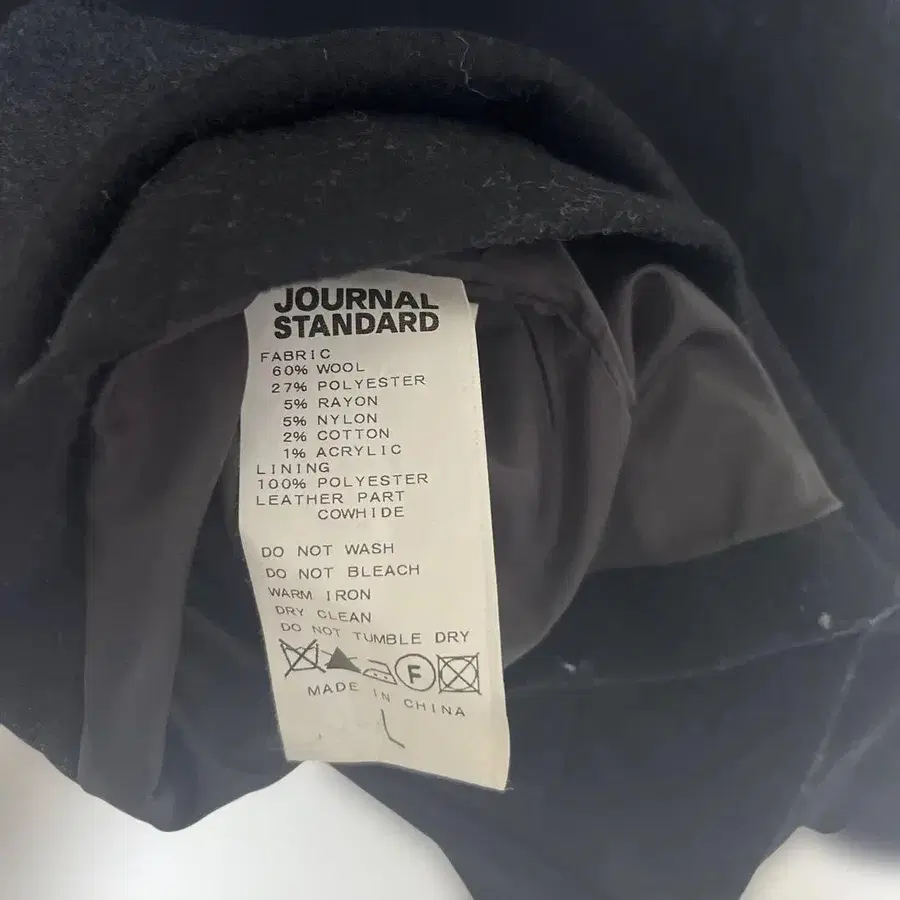 JOURNAL
STANDARD
FABRIC
60% WOOL
27% POLYESTER
5% RAYON
5% NYLON
2% COTTON
1% ACRYLIC
LINING
100% POLYESTER
LEATHER PART
COWHIDE
DO NOT WASH
DO NOT BLEACH
WARM IRON
DRY CLEAN
DO NOT TUMBLE DRY
F
MADE IN CHINA